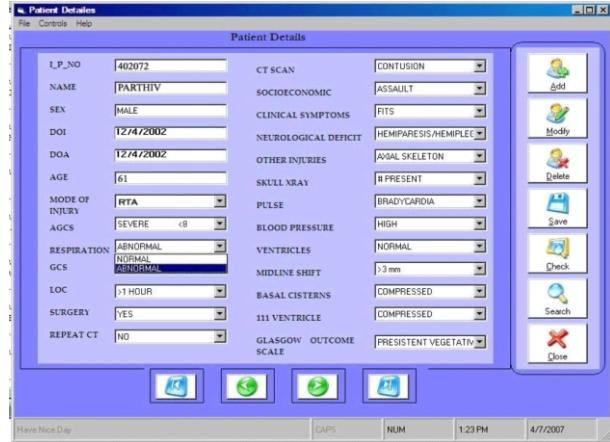 Patient Detailes
File Controls Help
Patient Details
I_P_NO 402072
NAME PARTHIV
SEX MALE
DOI 12/4/2002
DOA 12/4/2002
AGE 61
MODE OF INJURY RTA
AGCS SEVERE <8
RESPIRATION ABNORMAL
NORMAL
GCS ABNORMAL
LOC >1 HOUR
SURGERY YES
REPEAT CT NO
CT SCAN CONTUSION
SOCIOECONOMIC ASSAULT
CLINICAL SYMPTOMS FITS
NEUROLOGICAL DEFICIT HEMIPARESIS/HEMIPLEG
OTHER INJURIES AXIAL SKELETON
SKULL XRAY # PRESENT
PULSE BRADYCARDIA
BLOOD PRESSURE HIGH
VENTRICLES NORMAL
MIDLINE SHIFT >3 mm
BASAL CISTERNS COMPRESSED
111 VENTRICLE COMPRESSED
GLASGOW OUTCOME SCALE PRESISTENT VEGETATIV
Add
Modify
Delete
Save
Check
Search
Close
Have Nice Day CAPS NUM 1:23 PM 4/7/2007